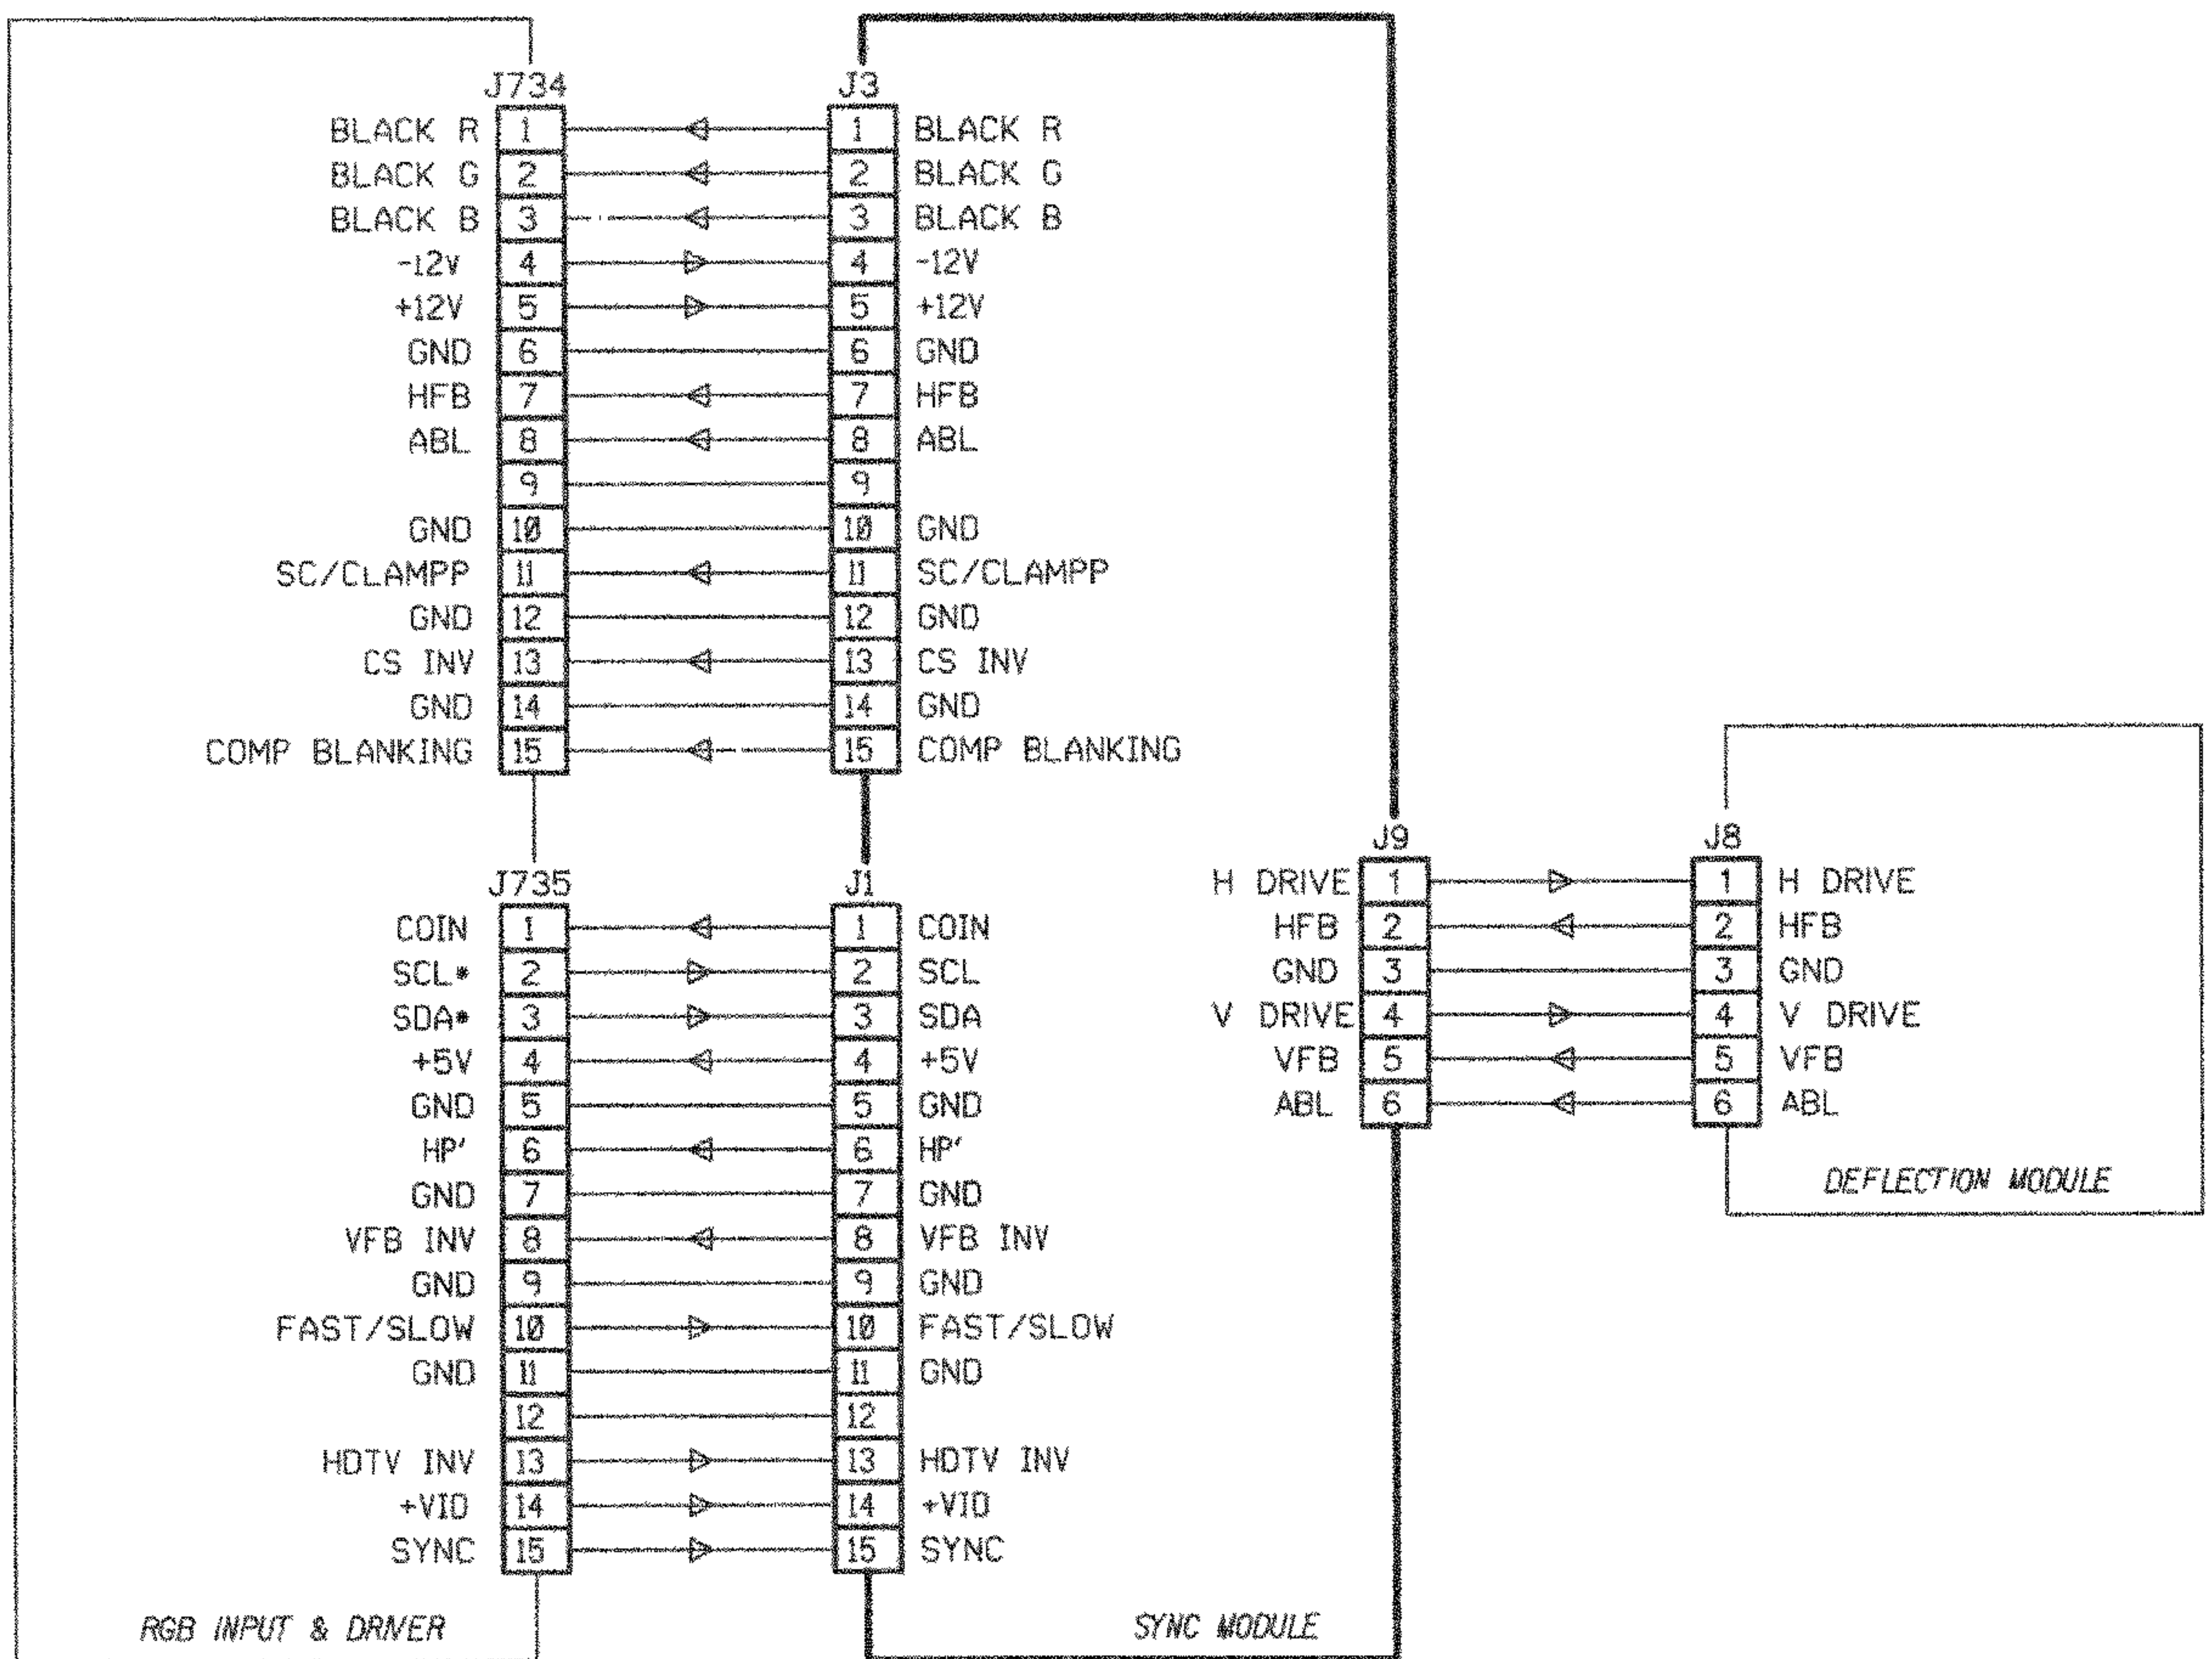 J734 J3
BLACK R 1 1 BLACK R
BLACK G 2 2 BLACK G
BLACK B 3 3 BLACK B
-12V 4 4 -12V
+12V 5 5 +12V
GND 6 6 GND
HFB 7 7 HFB
ABL 8 8 ABL
9 9
GND 10 10 GND
SC/CLAMPP 11 11 SC/CLAMPP
GND 12 12 GND
CS INV 13 13 CS INV
GND 14 14 GND
COMP BLANKING 15 15 COMP BLANKING
J735 J1
COIN 1 1 COIN
SCL* 2 2 SCL
SDA* 3 3 SDA
+5V 4 4 +5V
GND 5 5 GND
HP' 6 6 HP'
GND 7 7 GND
VFB INV 8 8 VFB INV
GND 9 9 GND
FAST/SLOW 10 10 FAST/SLOW
GND 11 11 GND
12 12
HDTV INV 13 13 HDTV INV
+VID 14 14 +VID
SYNC 15 15 SYNC
RGB INPUT & DRIVER
SYNC MODULE
J9 J8
H DRIVE 1 1 H DRIVE
HFB 2 2 HFB
GND 3 3 GND
V DRIVE 4 4 V DRIVE
VFB 5 5 VFB
ABL 6 6 ABL
DEFLECTION MODULE